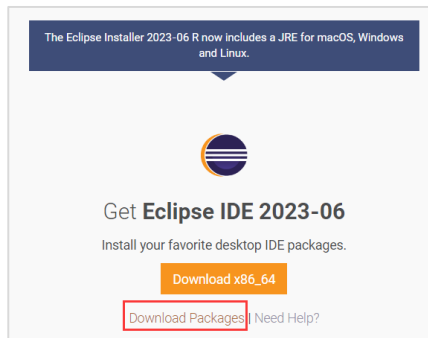 The Eclipse Installer 2023-06 R now includes a JRE for macOS, Windows
and Linux.
Get Eclipse IDE 2023-06
Install your favorite desktop IDE packages.
Download x86_64
Download Packages | Need Help?